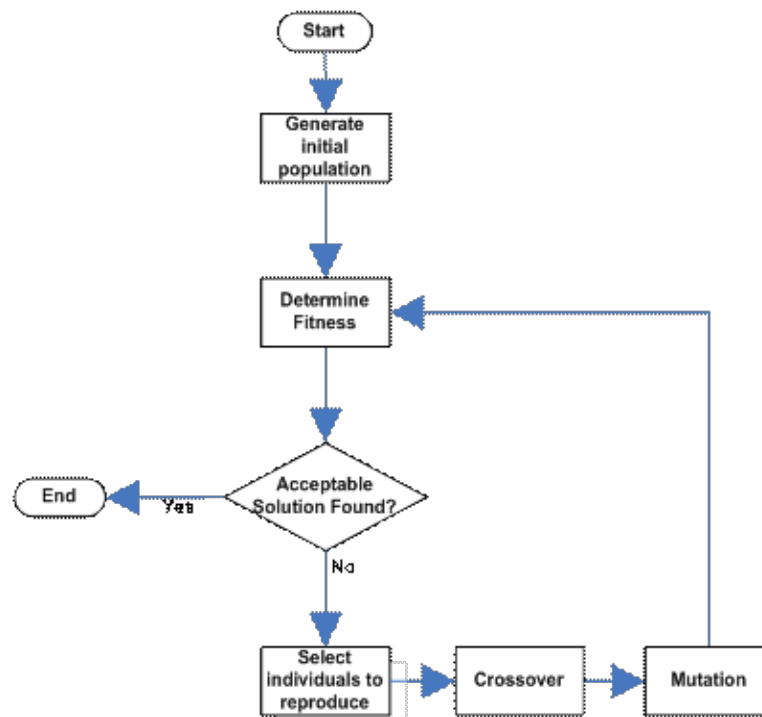 Start
Generate
initial
population
Determine
Fitness
Acceptable
Solution Found?
End
Yes
No
Select
individuals to
reproduce
Crossover
Mutation